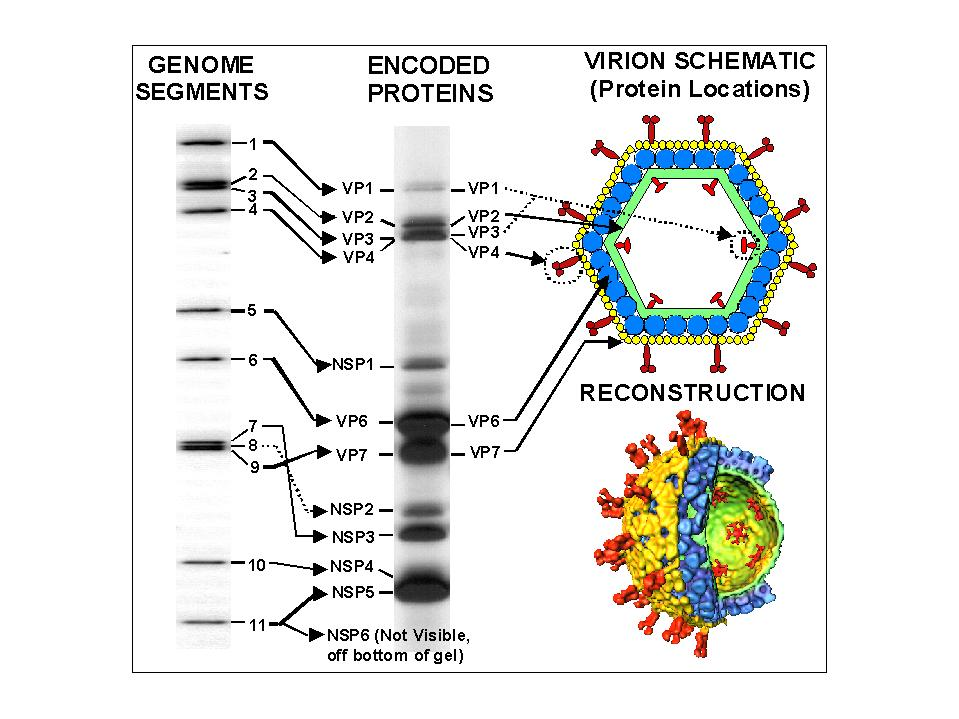 GENOME
SEGMENTS
ENCODED
PROTEINS
VIRION SCHEMATIC
(Protein Locations)
1
2
3
4
5
6
7
8
9
10
11
VP1
VP2
VP3
VP4
NSP1
VP6
VP7
NSP2
NSP3
NSP4
NSP5
NSP6 (Not Visible,
off bottom of gel)
VP1
VP2
VP3
VP4
VP6
VP7
RECONSTRUCTION